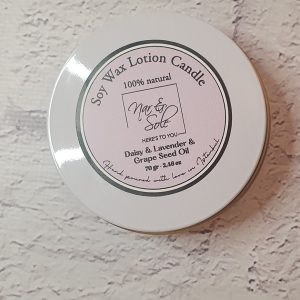 Soy Wax Lotion Candle
100% natural
Nar &
Sole
HERE'S TO YOU
Daisy & Lavender &
Grape Seed Oil
70 gr - 2,46 oz
Hand poured with love in Istanbul